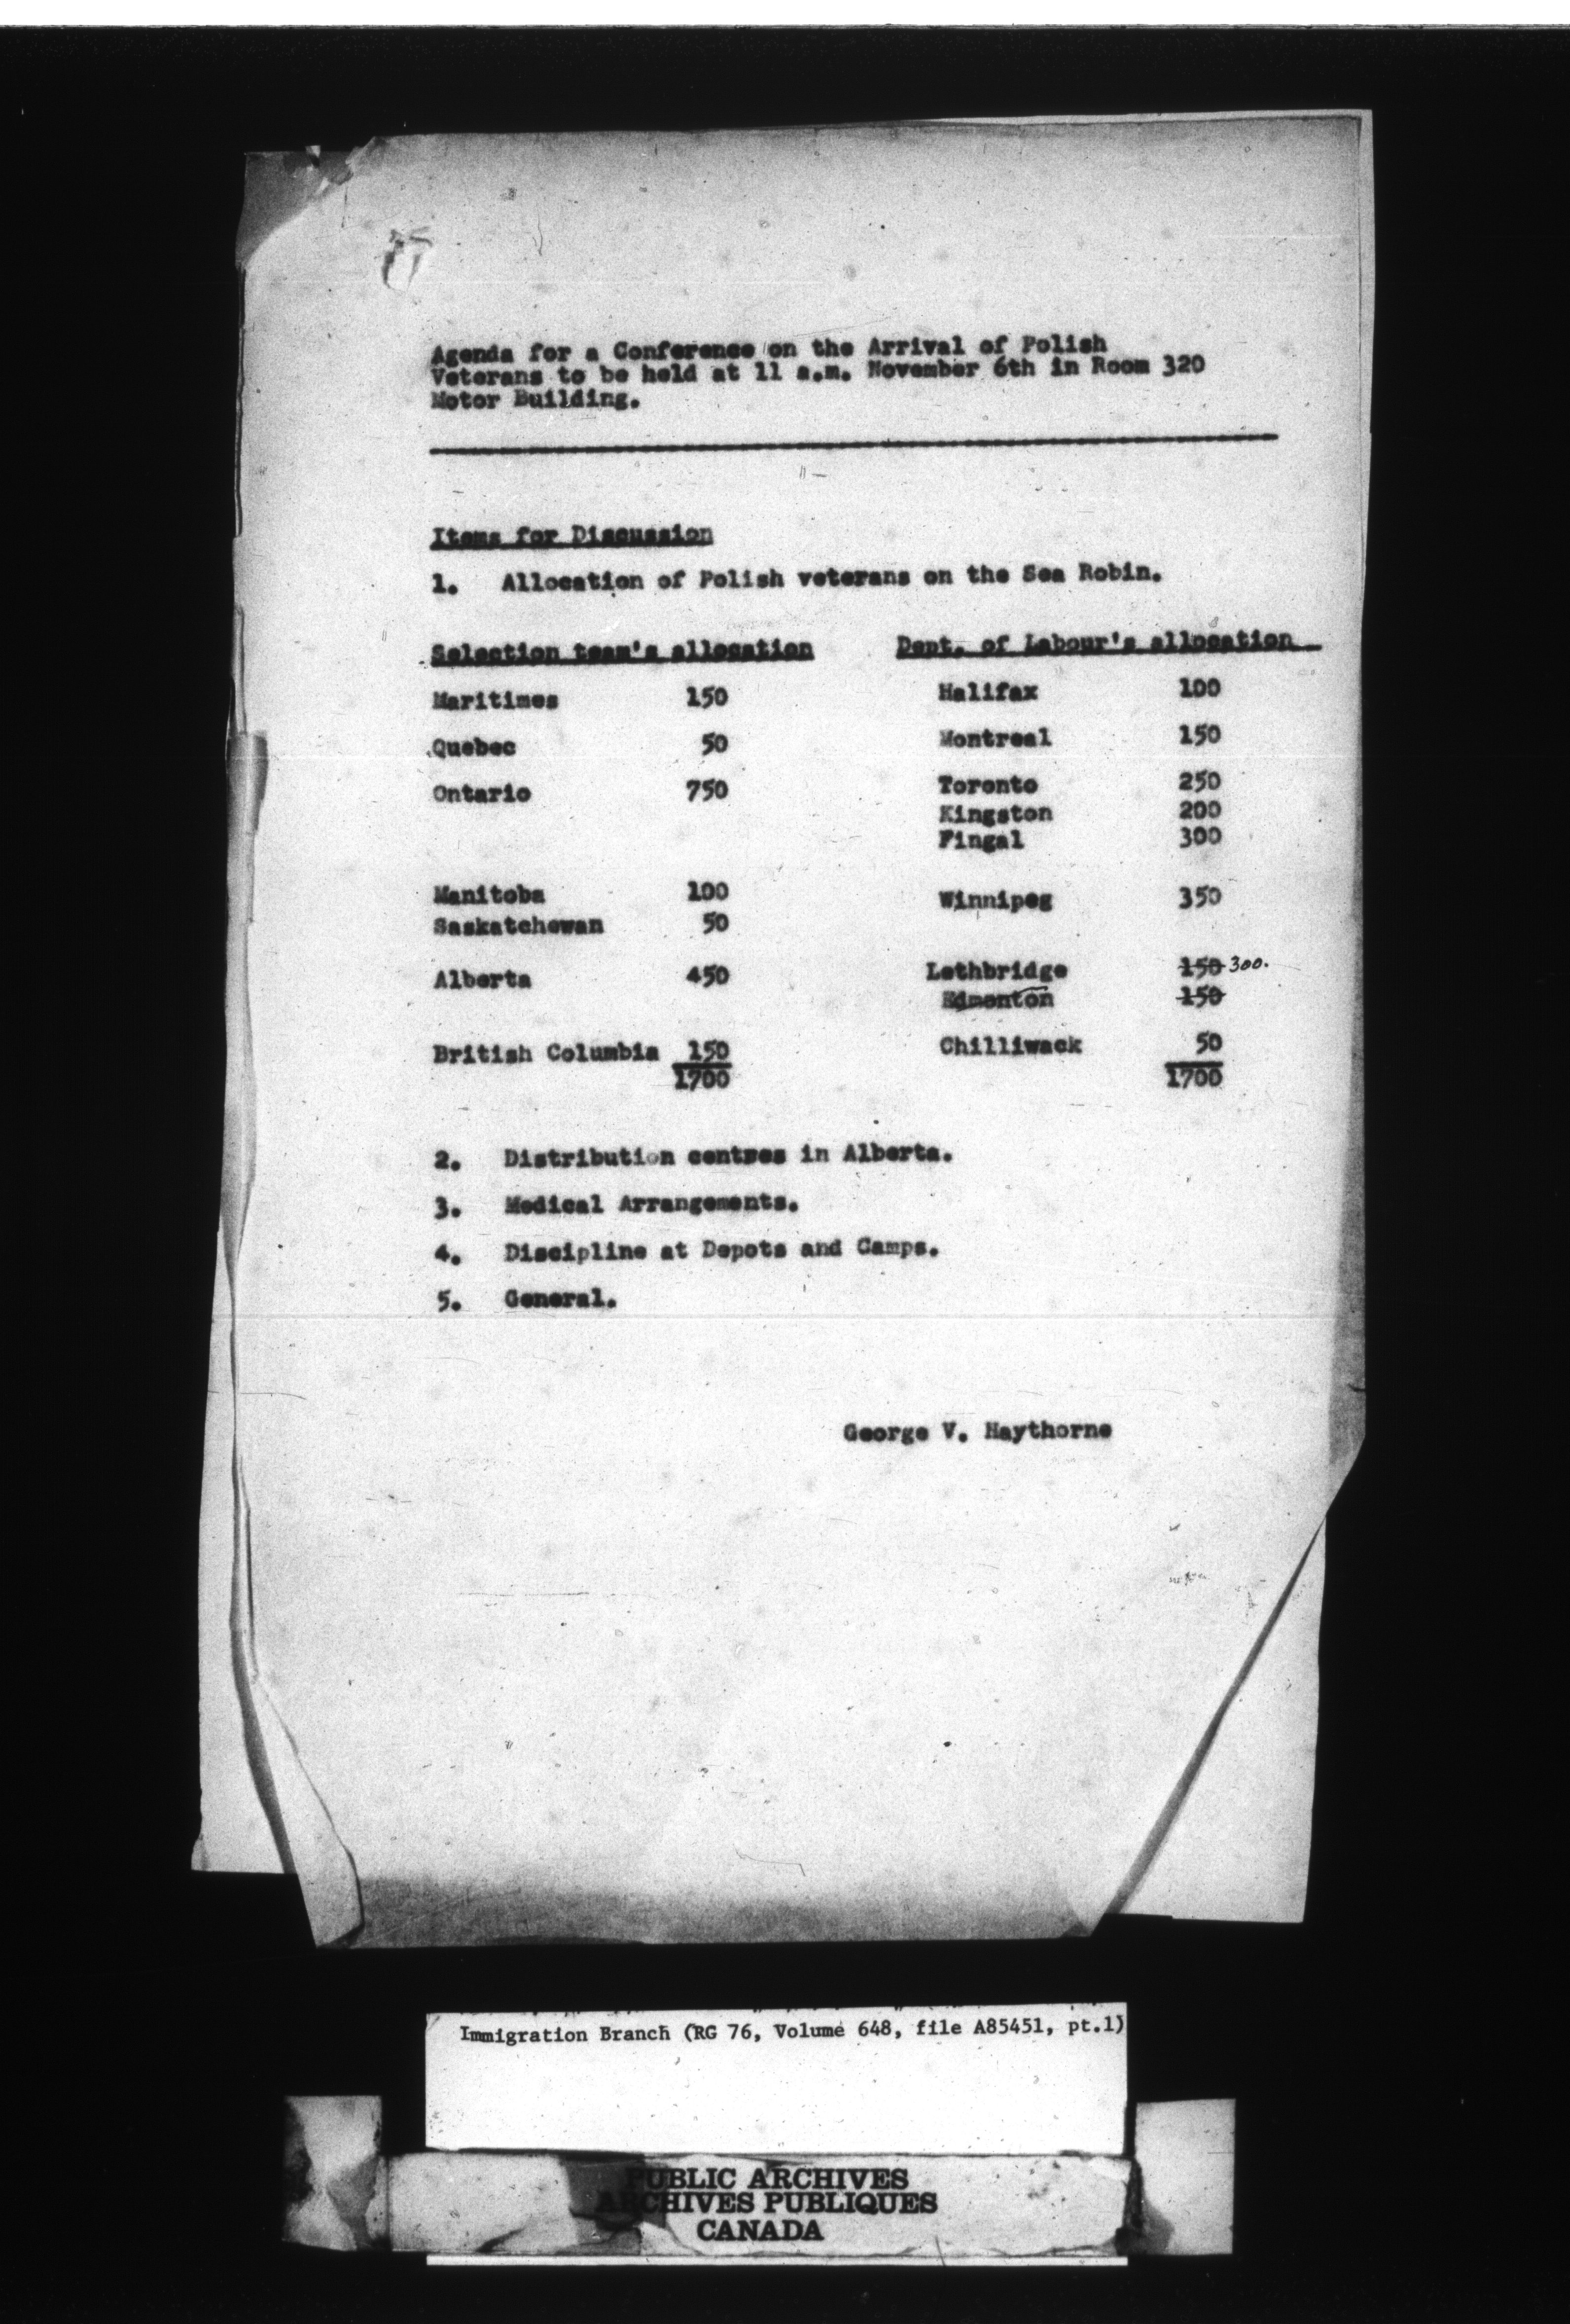 Agenda for a Conference on the Arrival of Polish
Veterans to be held at 11 a.m. November 6th in Room 320
Motor Building.
Items for Discussion
1. Allocation of Polish veterans on the Sea Robin.
Selection team's allocation Dept. of Labour's allocation
Maritimes 150 Halifax 100
Quebec 50 Montreal 150
Ontario 750 Toronto 250
Kingston 200
Fingal 300
Manitoba 100 Winnipeg 350
Saskatchewan 50
Alberta 450 Lethbridge 150 300.
Edmonton 150
British Columbia 150 Chilliwack 50
1700 1700
2. Distribution centres in Alberta.
3. Medical Arrangements.
4. Discipline at Depots and Camps.
5. General.
George V. Haythorne
Immigration Branch (RG 76, Volume 648, file A85451, pt.1)
PUBLIC ARCHIVES
ARCHIVES PUBLIQUES
CANADA